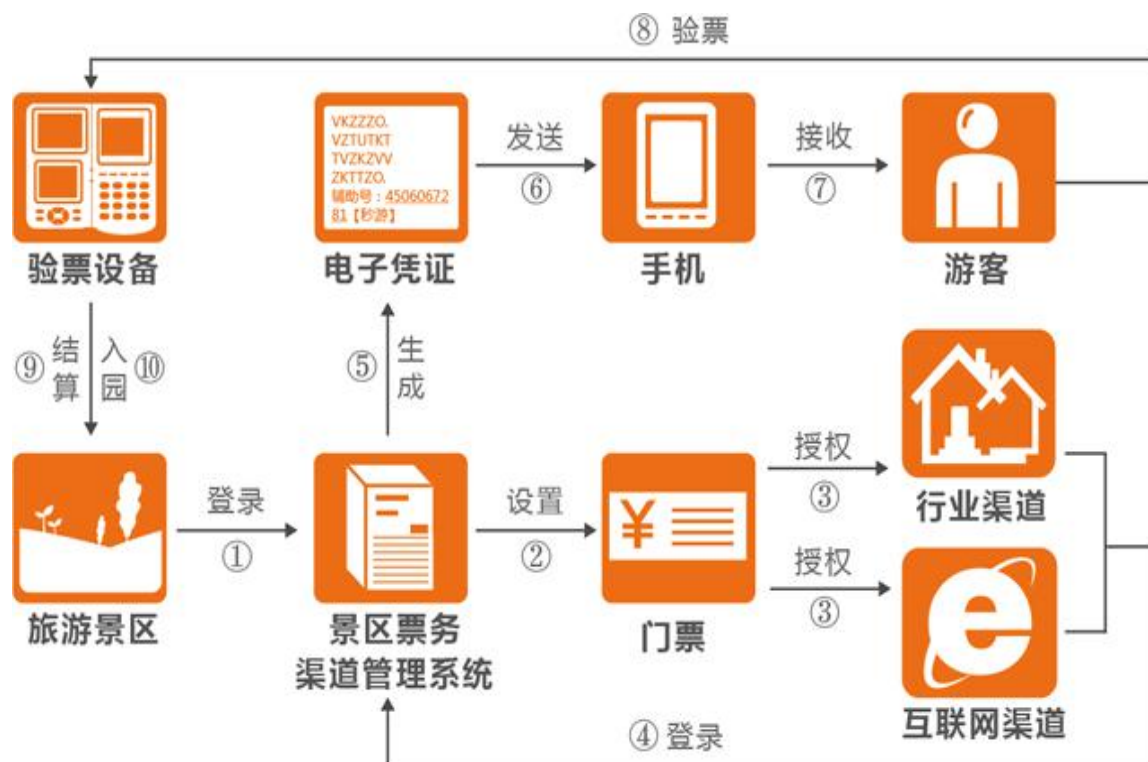 ⑧ 验票
VKZZZO.
VZTUTKT
TVZKZVV
ZKTTZO.
辅助号：45060672
81【秒游】
发送
⑥
接收
⑦
验票设备
电子凭证
手机
游客
⑨ 结算
入园 ⑩
⑤ 生成
登录
①
设置
②
授权
③
授权
③
¥
行业渠道
旅游景区
景区票务
渠道管理系统
门票
互联网渠道
④ 登录